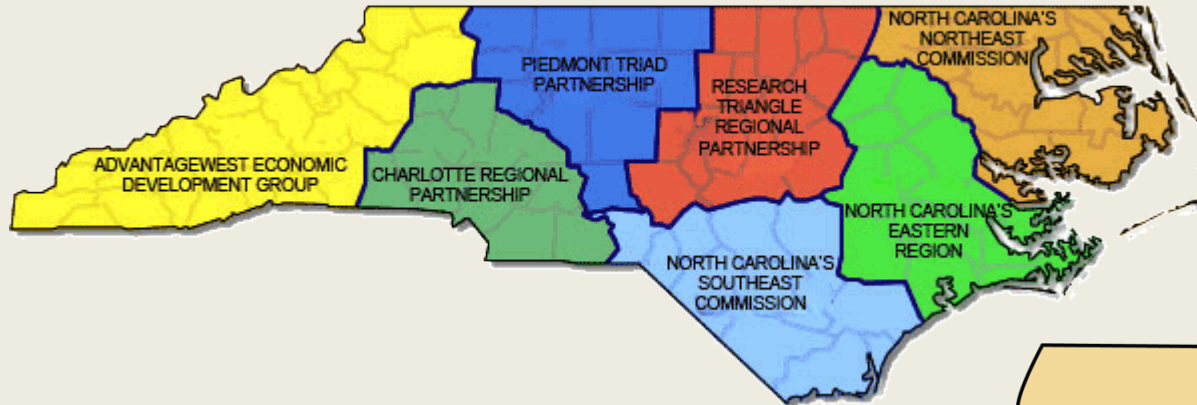 NORTH CAROLINA'S
NORTHEAST
COMMISSION
PIEDMONT TRIAD
PARTNERSHIP
RESEARCH
TRIANGLE
REGIONAL
PARTNERSHIP
ADVANTAGEWEST ECONOMIC
DEVELOPMENT GROUP
CHARLOTTE REGIONAL
PARTNERSHIP
NORTH CAROLINA'S
EASTERN
REGION
NORTH CAROLINA'S
SOUTHEAST
COMMISSION